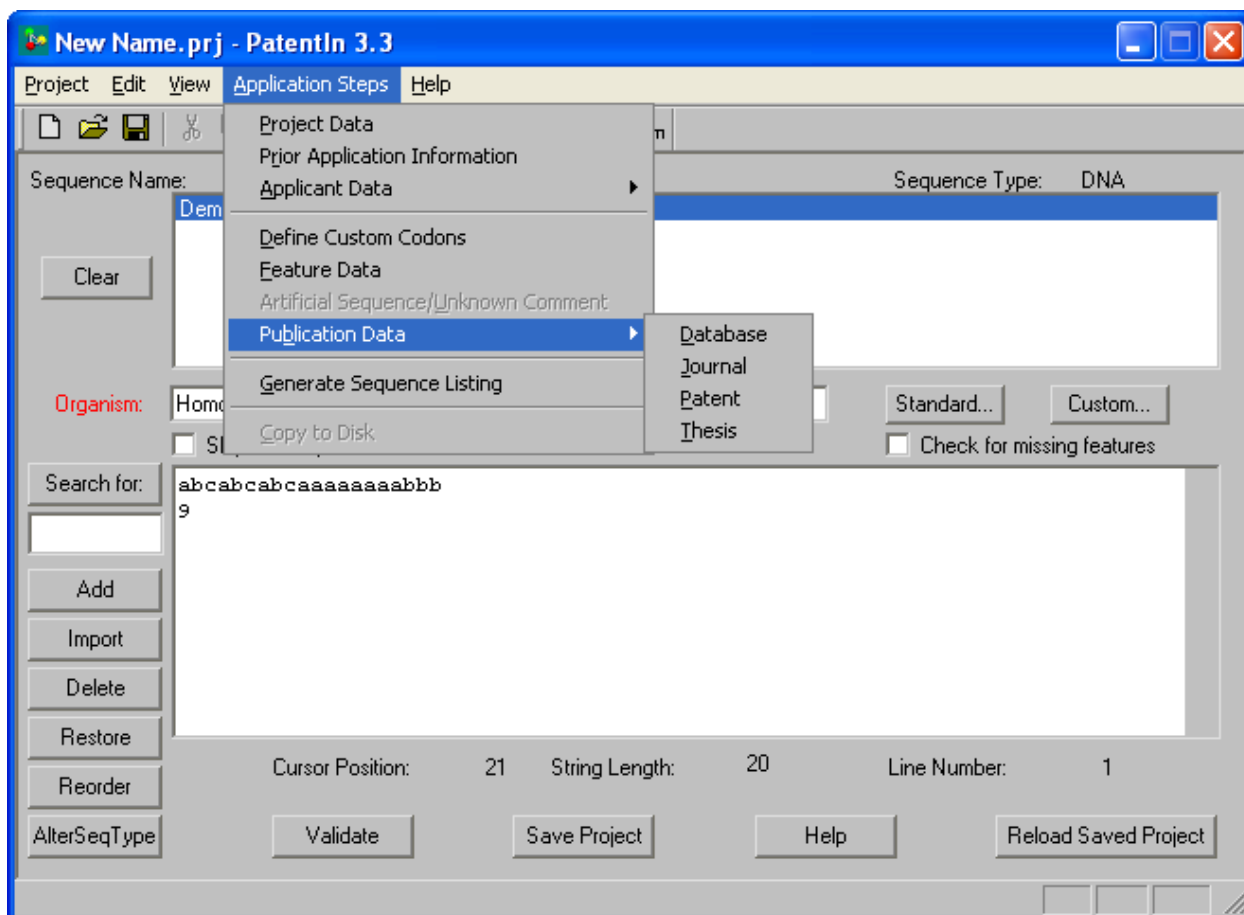 New Name.prj - PatentIn 3.3
Project Edit View Application Steps Help
Project Data
Prior Application Information
Applicant Data
Define Custom Codons
Feature Data
Artificial Sequence/Unknown Comment
Publication Data
Generate Sequence Listing
Copy to Disk
Database
Journal
Patent
Thesis
Sequence Name:
Sequence Type: DNA
Clear
Organism:
Standard... Custom...
Check for missing features
Search for:
abcabcabcaaaaaaaabbb
9
Add
Import
Delete
Restore
Reorder
AlterSeqType
Cursor Position: 21 String Length: 20 Line Number: 1
Validate Save Project Help Reload Saved Project